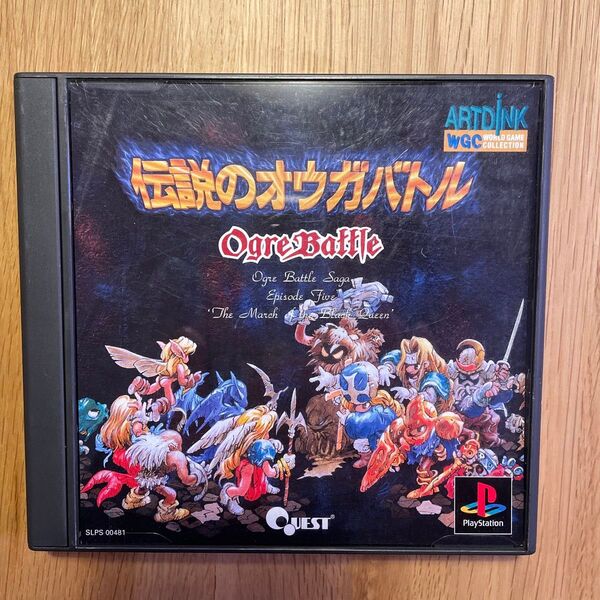 ARTDINK
WGC WORLD GAME COLLECTION
伝説のオウガバトル
Ogre Battle
Ogre Battle Saga
Episode Five
"The March of the Black Queen"
QUEST
SLPS 00481
PlayStation